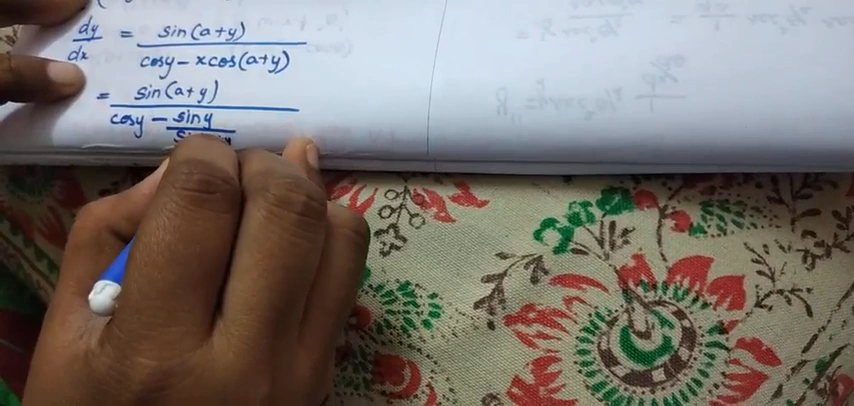 dy/dx = sin(a+y) / cosy - xcos(a+y)
= sin(a+y) / cosy - siny /